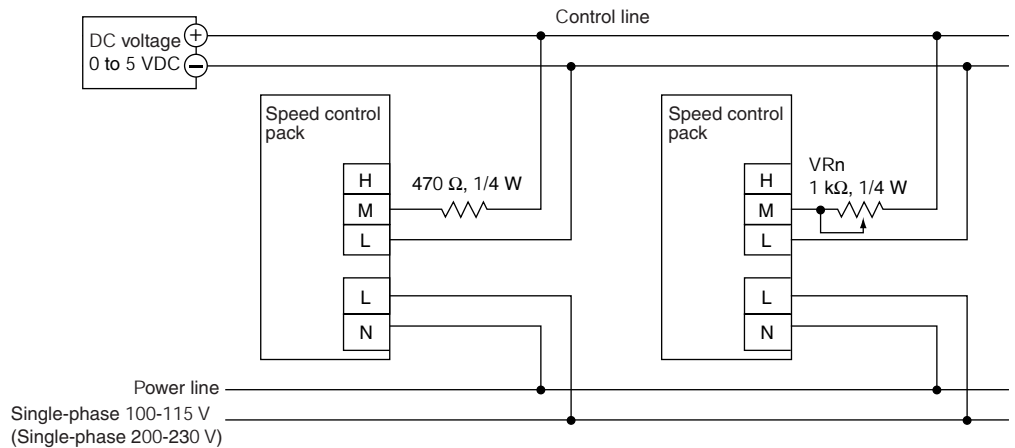 Control line
DC voltage
0 to 5 VDC
+
−
Speed control
pack
H
M
L
L
N
470 Ω, 1/4 W
Speed control
pack
H
M
L
L
N
VRn
1 kΩ, 1/4 W
Power line
Single-phase 100-115 V
(Single-phase 200-230 V)